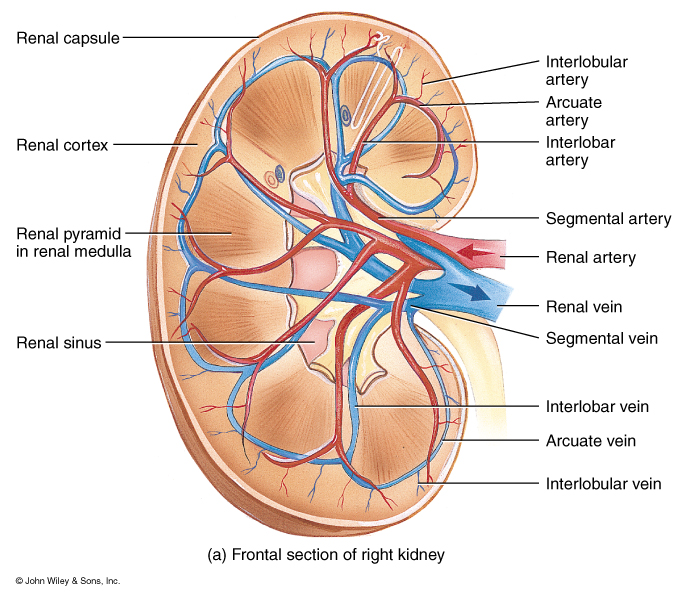 Renal capsule
Renal cortex
Renal pyramid
in renal medulla
Renal sinus
Interlobular
artery
Arcuate
artery
Interlobar
artery
Segmental artery
Renal artery
Renal vein
Segmental vein
Interlobar vein
Arcuate vein
Interlobular vein
(a) Frontal section of right kidney
© John Wiley & Sons, Inc.